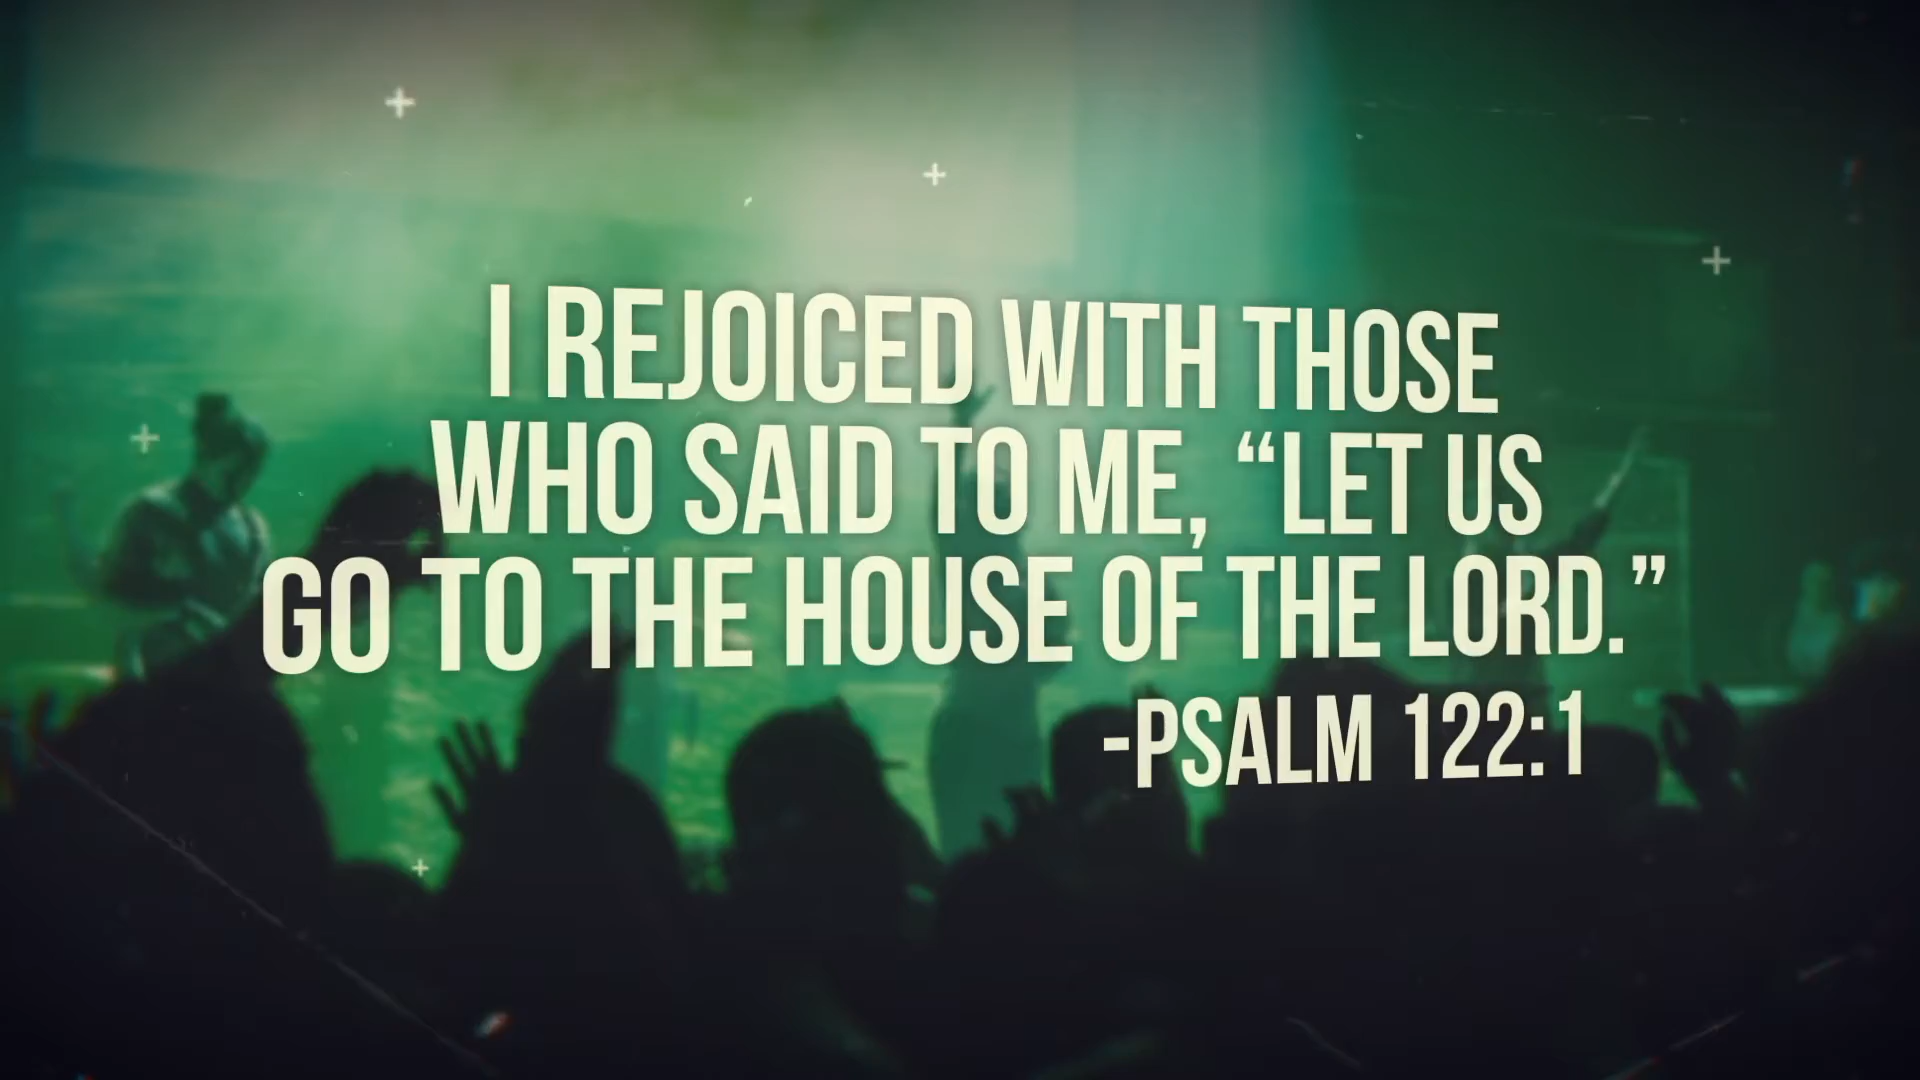 I REJOICED WITH THOSE
WHO SAID TO ME, “LET US
GO TO THE HOUSE OF THE LORD.”
-PSALM 122:1